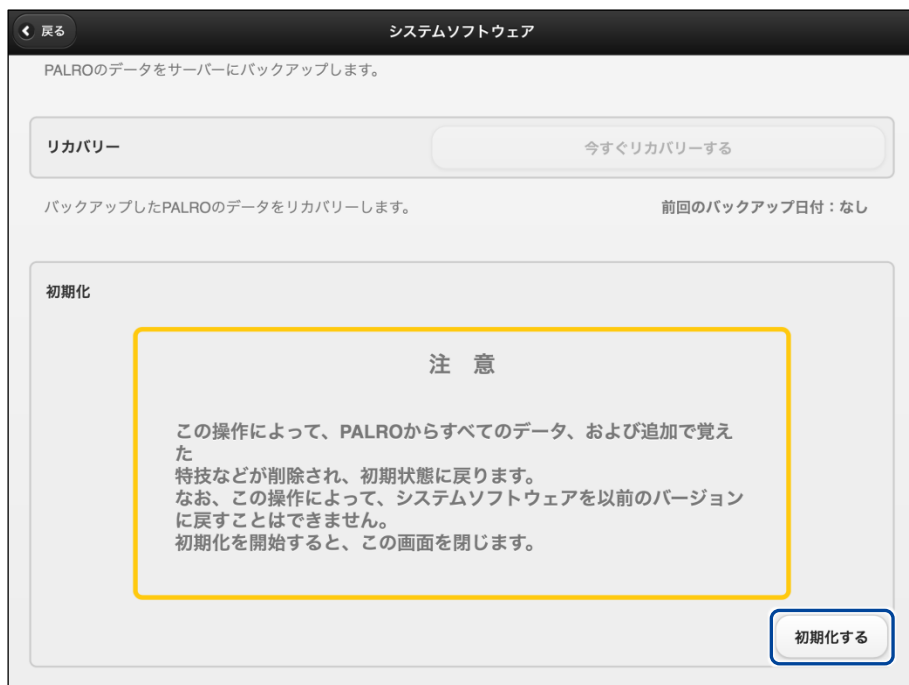 戻る
システムソフトウェア
PALROのデータをサーバーにバックアップします。
リカバリー
今すぐリカバリーする
バックアップしたPALROのデータをリカバリーします。
前回のバックアップ日付：なし
初期化
注　意
この操作によって、PALROからすべてのデータ、および追加で覚え
た
特技などが削除され、初期状態に戻ります。
なお、この操作によって、システムソフトウェアを以前のバージョン
に戻すことはできません。
初期化を開始すると、この画面を閉じます。
初期化する